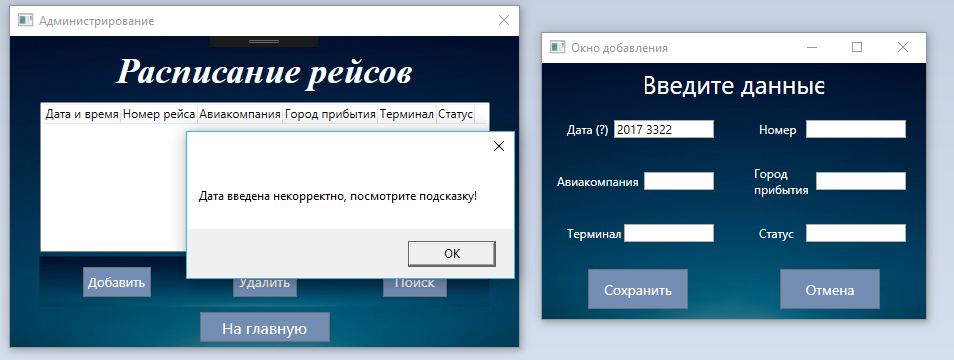 Администрирование
Расписание рейсов
Дата и время Номер рейса Авиакомпания Город прибытия Терминал Статус
Дата введена некорректно, посмотрите подсказку!
OK
Добавить Удалить Поиск
На главную
Окно добавления
Введите данные
Дата (?) 2017 3322 Номер
Авиакомпания Город
прибытия
Терминал Статус
Сохранить Отмена